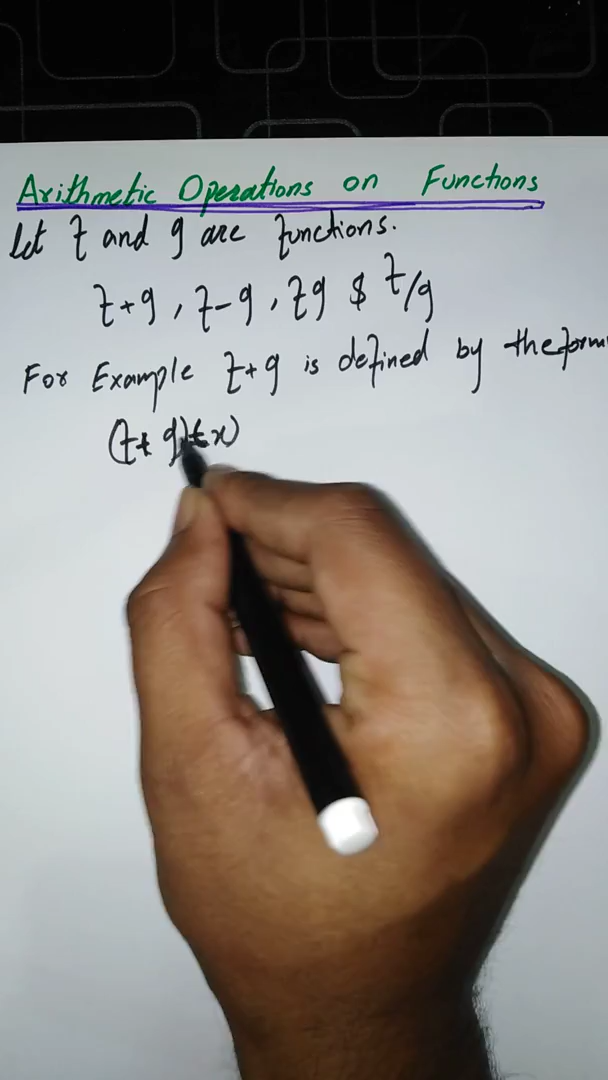 Arithmetic Operations on Functions
Let f and g are functions.
f+g, f-g, fg & f/g
For Example f+g is defined by the form
(f+g)(x)